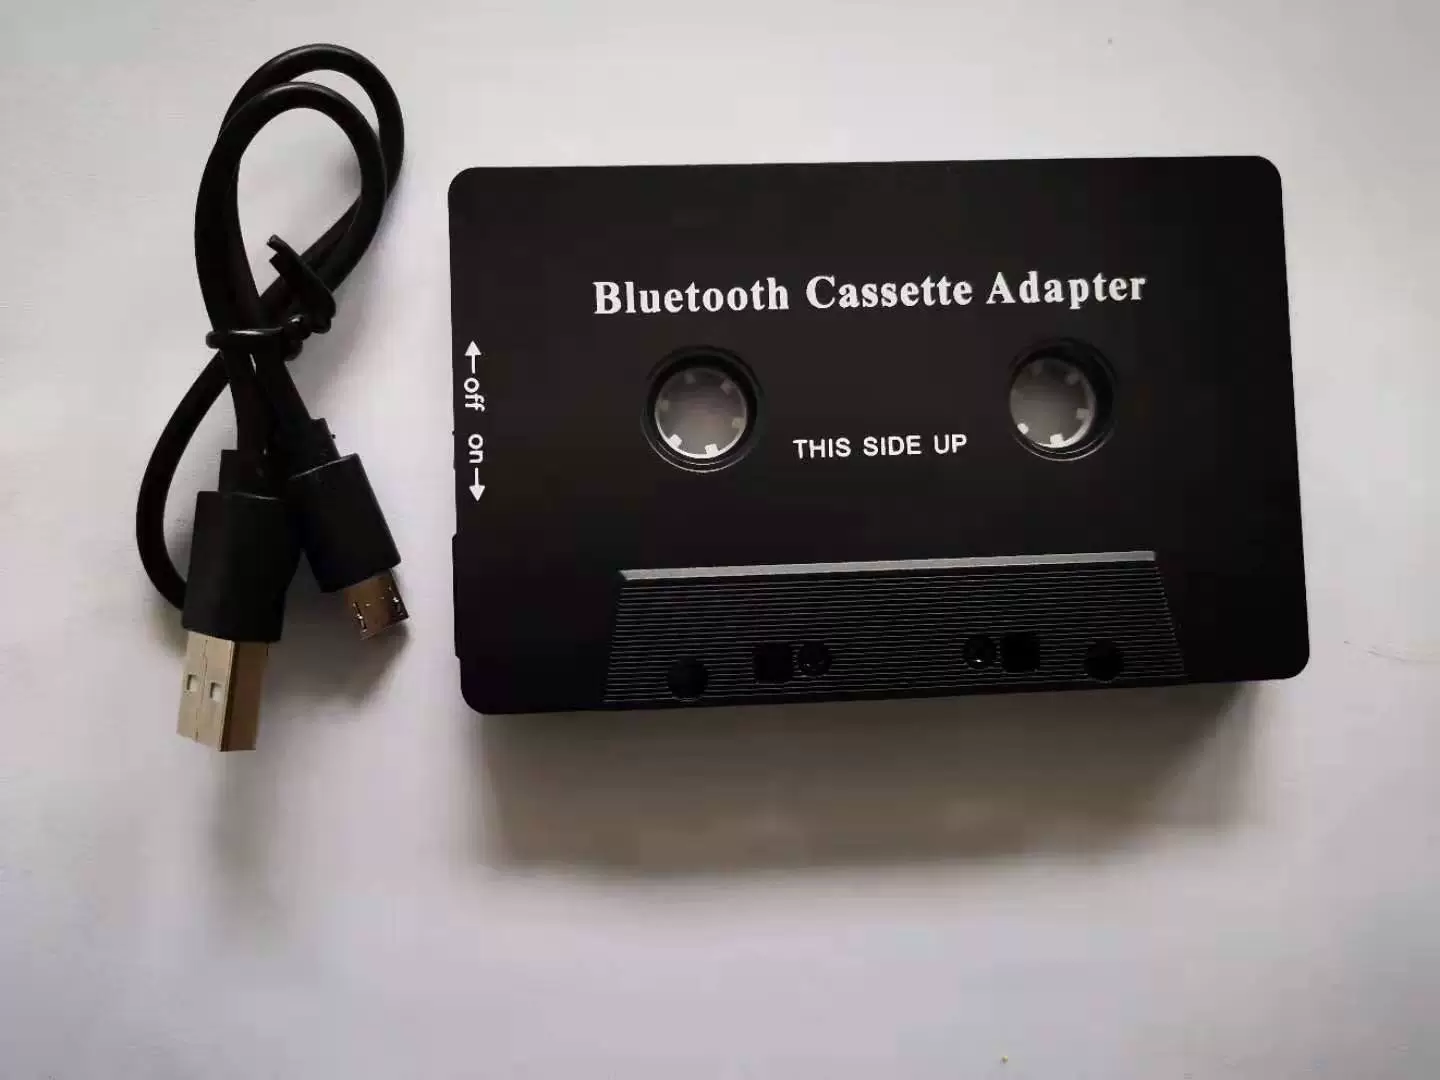 Bluetooth Cassette Adapter
←off on→
THIS SIDE UP